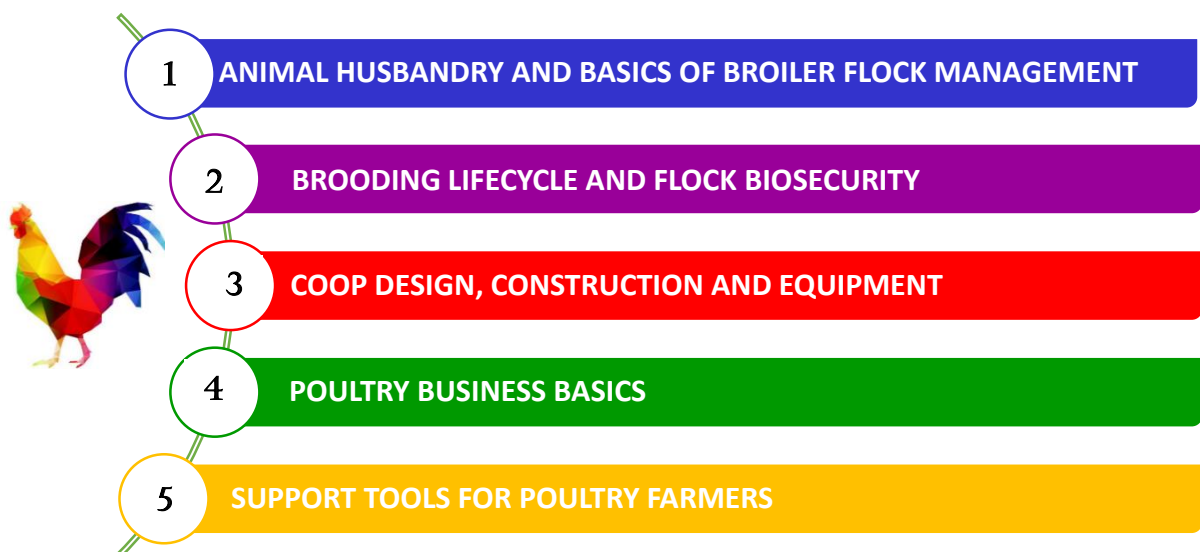 1 ANIMAL HUSBANDRY AND BASICS OF BROILER FLOCK MANAGEMENT
2 BROODING LIFECYCLE AND FLOCK BIOSECURITY
3 COOP DESIGN, CONSTRUCTION AND EQUIPMENT
4 POULTRY BUSINESS BASICS
5 SUPPORT TOOLS FOR POULTRY FARMERS